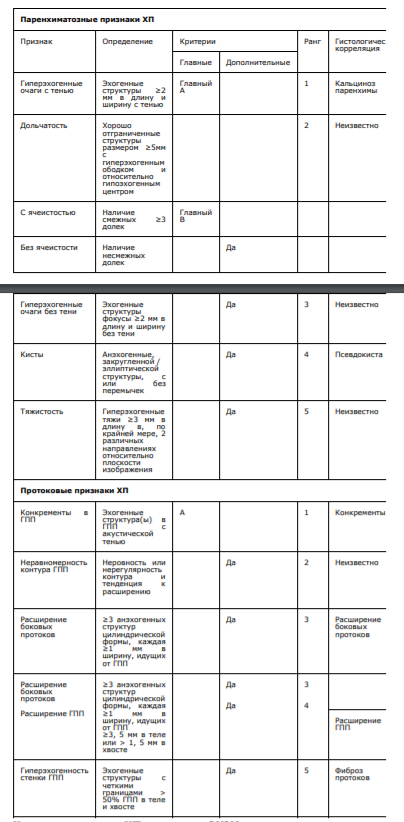 Паренхиматозные признаки ХП
Признак Определение Критерии Ранг Гистологичес
корреляция
Главные Дополнительные
Гиперэхогенные Эхогенные Главный 1 Кальциноз
очаги с тенью структуры ≥2 А паренхимы
мм в длину и
ширину с тенью
Дольчатость Хорошо 2 Неизвестно
отграниченные
структуры
размером ≥5мм
с
гиперэхогенным
ободком и
относительно
гипоэхогенным
центром
С ячеистостью Наличие Главный
смежных ≥3 В
долек
Без ячеистости Наличие Да
несмежных
долек
Гиперэхогенные Эхогенные Да 3 Неизвестно
очаги без тени структуры
фокусы ≥2 мм в
длину и ширину
без тени
Кисты Анэхогенные, Да 4 Псевдокиста
закругленной /
эллиптической
структуры, с
или без
перемычек
Тяжистость Гиперэхогенные Да 5 Неизвестно
тяжи ≥3 мм в
длину в, по
крайней мере, 2
различных
направлениях
относительно
плоскости
изображения
Протоковые признаки ХП
Конкременты в Эхогенные А 1 Конкременты
ГПП структура(ы) в
ГПП с
акустической
тенью
Неравномерность Неровность или Да 2 Неизвестно
контура ГПП нерегулярность
контура и
тенденция к
расширению
Расширение ≥3 анэхогенных Да 3 Расширение
боковых структур боковых
протоков цилиндрической протоков
формы, каждая
≥1 мм в
ширину, идущих
от ГПП
Расширение ≥3 анэхогенных Да 3
боковых структур
протоков цилиндрической
формы, каждая Да 4
Расширение ГПП ≥1 мм в
ширину, идущих Расширение
от ГПП ГПП
≥3, 5 мм в теле
или > 1, 5 мм в
хвосте
Гиперэхогенность Эхогенные Да 5 Фиброз
стенки ГПП структуры с протоков
четкими
границами >
50% ГПП в теле
и хвосте